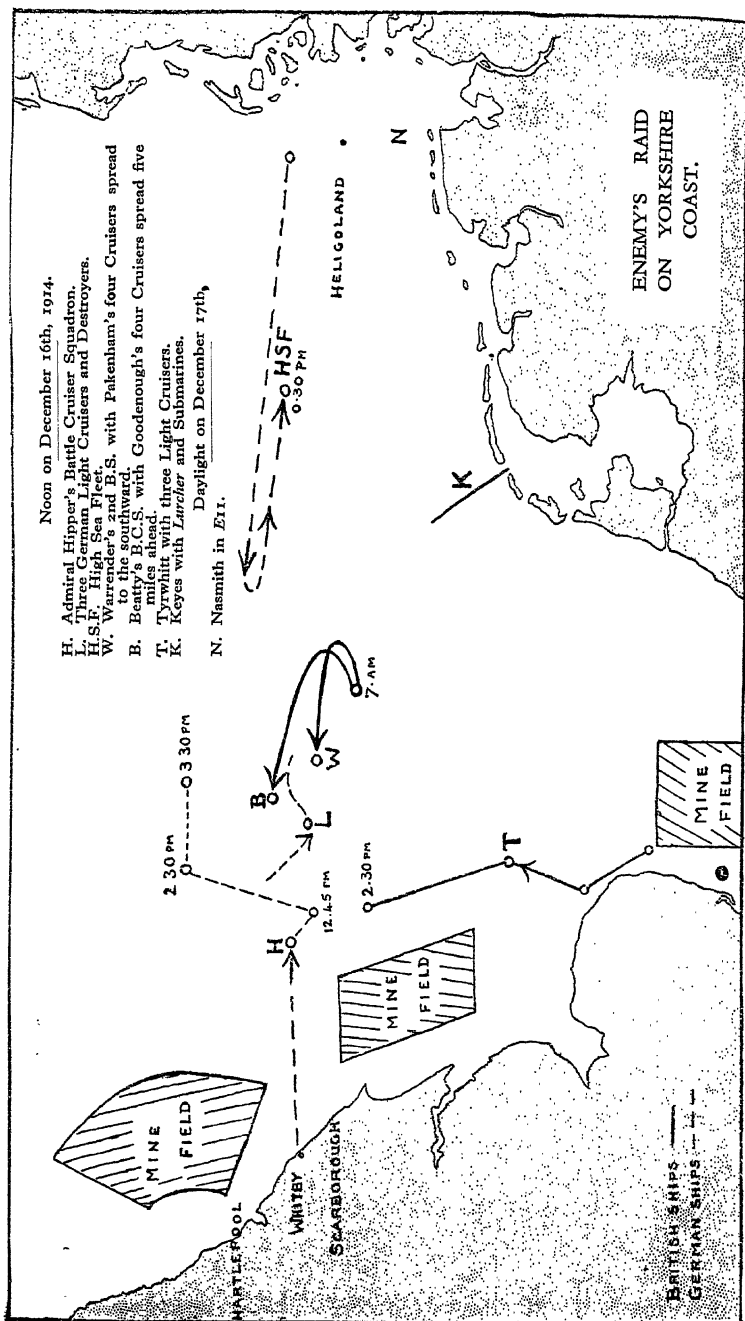 Noon on December 16th, 1914.
H. Admiral Hipper's Battle Cruiser Squadron.
L. Three German Light Cruisers and Destroyers.
H.S.F. High Sea Fleet.
W. Warrender's 2nd B.S. with Pakenham's four Cruisers spread
to the southward.
B. Beatty's B.C.S. with Goodenough's four Cruisers spread five
miles ahead.
T. Tyrwhitt with three Light Cruisers.
K. Keyes with Lurcher and Submarines.
Daylight on December 17th,
N. Nasmith in E11.
MINE
FIELD
HARTLEPOOL
WHITBY
SCARBOROUGH
H
12.45 PM
2 30 PM
3 30 PM
B
L
W
7. AM
HSF
0.30 PM
HELIGOLAND
N
K
2.30 PM
T
MINE
FIELD
MINE
FIELD
BRITISH SHIPS
GERMAN SHIPS
ENEMY'S RAID
ON YORKSHIRE
COAST.